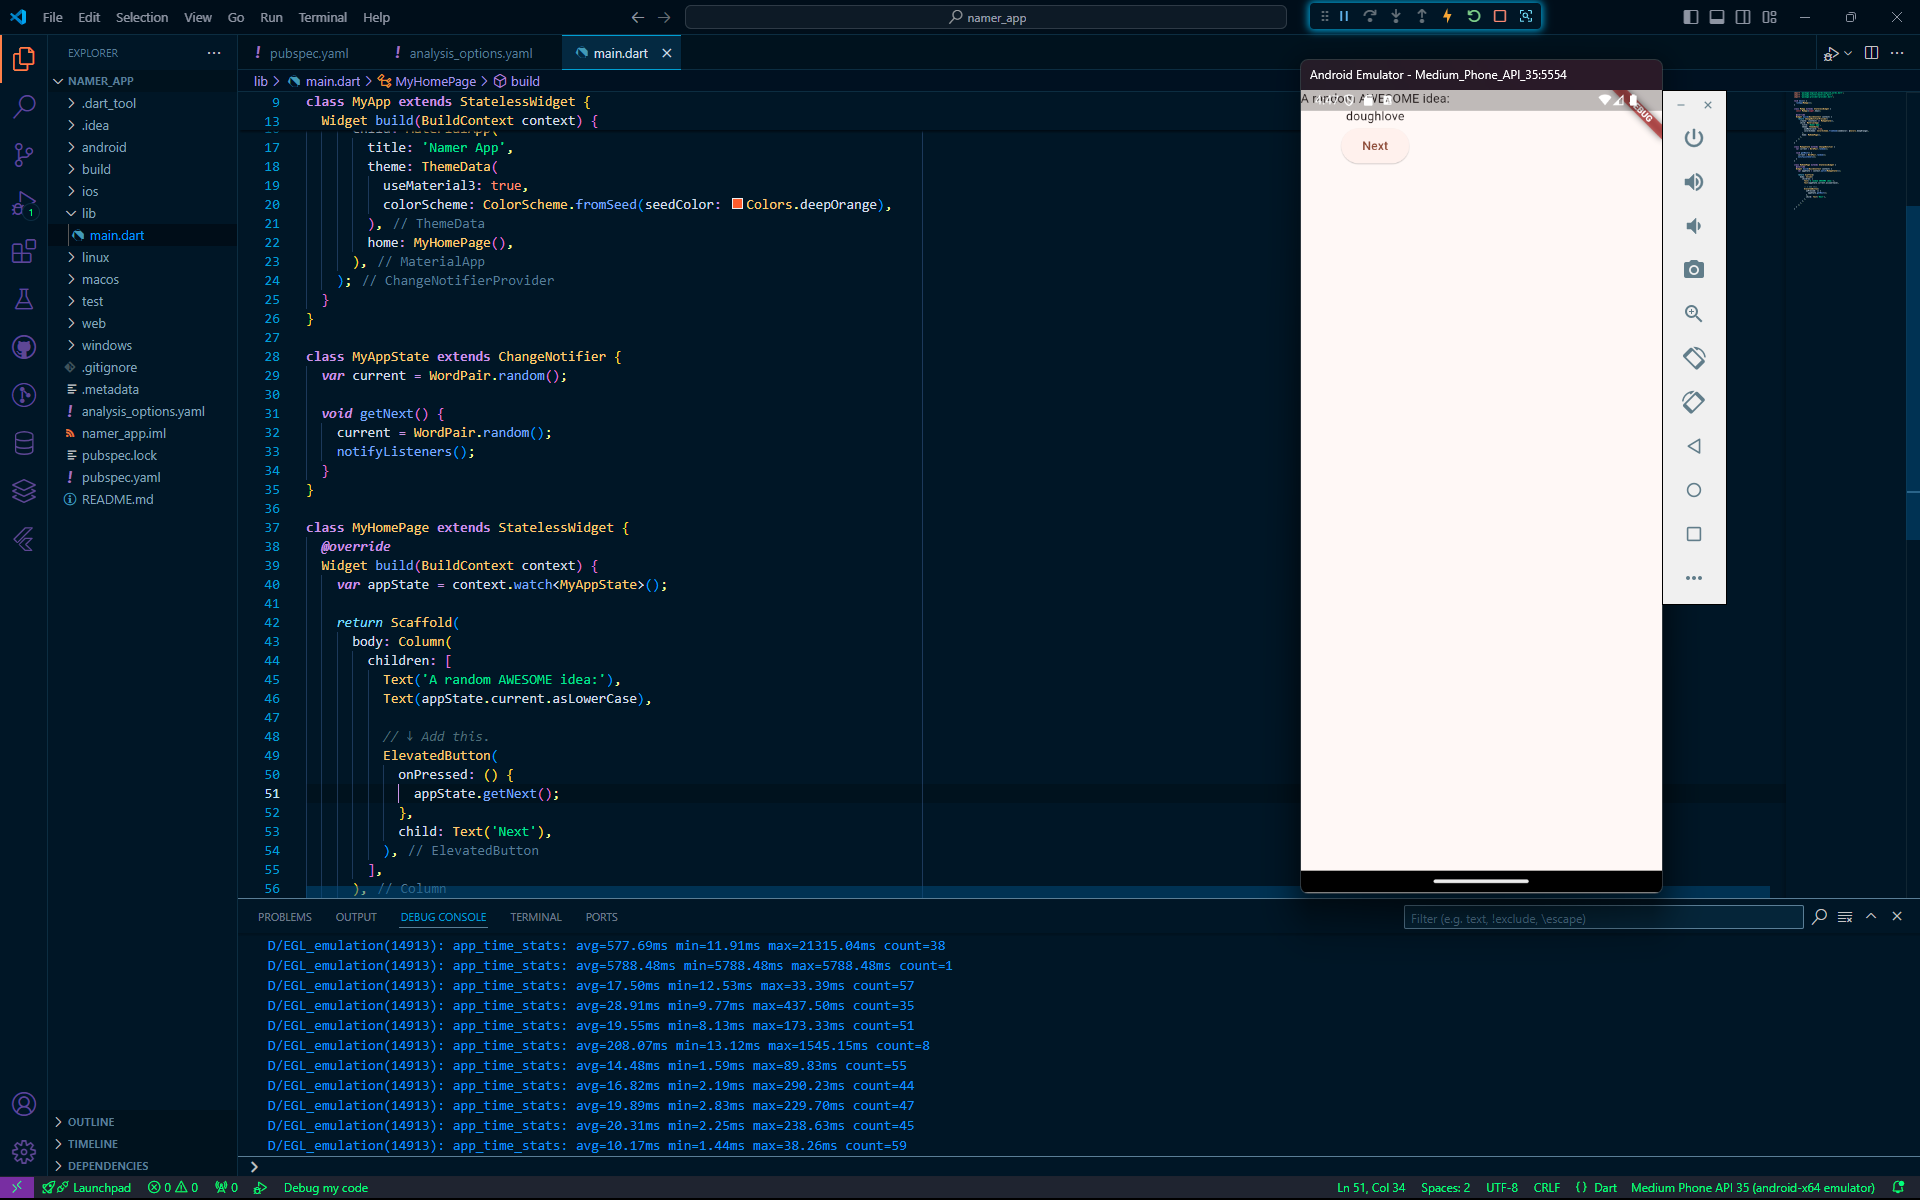 File Edit Selection View Go Run Terminal Help
namer_app
EXPLORER
NAMER_APP
.dart_tool
.idea
android
build
ios
lib
main.dart
linux
macos
test
web
windows
.gitignore
.metadata
analysis_options.yaml
namer_app.iml
pubspec.lock
pubspec.yaml
README.md
OUTLINE
TIMELINE
DEPENDENCIES
1
! pubspec.yaml ! analysis_options.yaml main.dart
lib > main.dart > MyHomePage > build
9 class MyApp extends StatelessWidget {
13 Widget build(BuildContext context) {
17 title: 'Namer App',
18 theme: ThemeData(
19 useMaterial3: true,
20 colorScheme: ColorScheme.fromSeed(seedColor: Colors.deepOrange),
21 ), // ThemeData
22 home: MyHomePage(),
23 ), // MaterialApp
24 ); // ChangeNotifierProvider
25 }
26 }
27
28 class MyAppState extends ChangeNotifier {
29 var current = WordPair.random();
30
31 void getNext() {
32 current = WordPair.random();
33 notifyListeners();
34 }
35 }
36
37 class MyHomePage extends StatelessWidget {
38 @override
39 Widget build(BuildContext context) {
40 var appState = context.watch<MyAppState>();
41
42 return Scaffold(
43 body: Column(
44 children: [
45 Text('A random AWESOME idea:'),
46 Text(appState.current.asLowerCase),
47
48 // ↓ Add this.
49 ElevatedButton(
50 onPressed: () {
51 appState.getNext();
52 },
53 child: Text('Next'),
54 ), // ElevatedButton
55 ],
56 ), // Column
Android Emulator - Medium_Phone_API_35:5554
A random AWESOME idea:
doughlove
Next
PROBLEMS OUTPUT DEBUG CONSOLE TERMINAL PORTS
Filter (e.g. text, !exclude, \escape)
D/EGL_emulation(14913): app_time_stats: avg=577.69ms min=11.91ms max=21315.04ms count=38
D/EGL_emulation(14913): app_time_stats: avg=5788.48ms min=5788.48ms max=5788.48ms count=1
D/EGL_emulation(14913): app_time_stats: avg=17.50ms min=12.53ms max=33.39ms count=57
D/EGL_emulation(14913): app_time_stats: avg=28.91ms min=9.77ms max=437.50ms count=35
D/EGL_emulation(14913): app_time_stats: avg=19.55ms min=8.13ms max=173.33ms count=51
D/EGL_emulation(14913): app_time_stats: avg=208.07ms min=13.12ms max=1545.15ms count=8
D/EGL_emulation(14913): app_time_stats: avg=14.48ms min=1.59ms max=89.83ms count=55
D/EGL_emulation(14913): app_time_stats: avg=16.82ms min=2.19ms max=290.23ms count=44
D/EGL_emulation(14913): app_time_stats: avg=19.89ms min=2.83ms max=229.70ms count=47
D/EGL_emulation(14913): app_time_stats: avg=20.31ms min=2.25ms max=238.63ms count=45
D/EGL_emulation(14913): app_time_stats: avg=10.17ms min=1.44ms max=38.26ms count=59
Launchpad 0 0 0 Debug my code Ln 51, Col 34 Spaces: 2 UTF-8 CRLF {} Dart Medium Phone API 35 (android-x64 emulator)